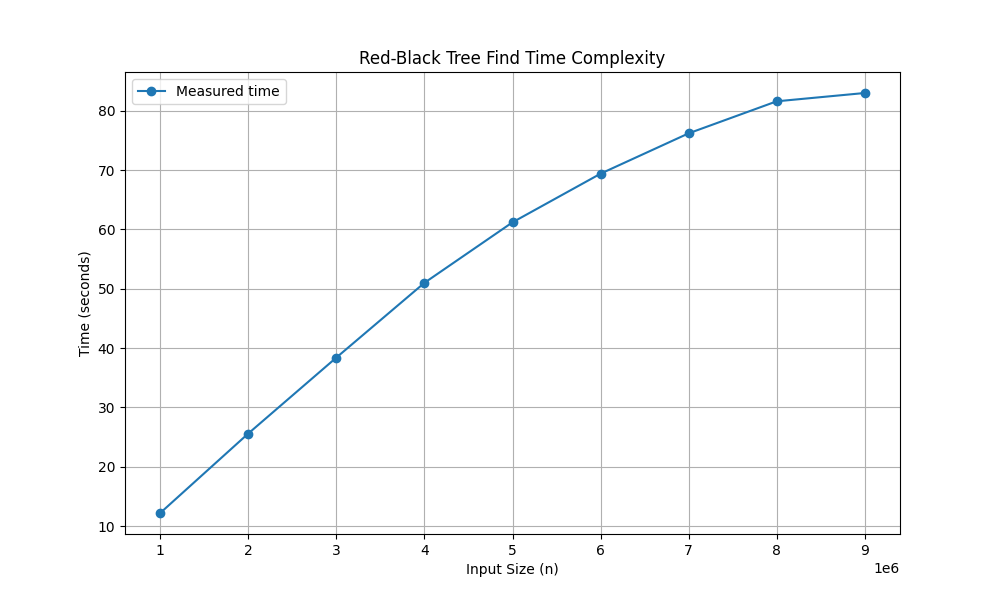 Red-Black Tree Find Time Complexity
Measured time
Time (seconds)
80
70
60
50
40
30
20
10
1 2 3 4 5 6 7 8 9
1e6
Input Size (n)